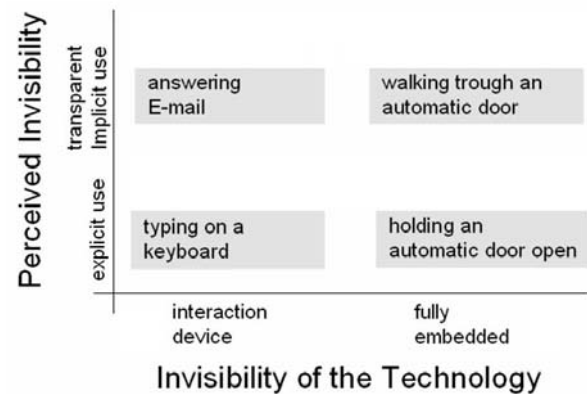 Perceived Invisibility
transparent
Implicit use
explicit use
answering
E-mail
walking trough an
automatic door
typing on a
keyboard
holding an
automatic door open
interaction
device
fully
embedded
Invisibility of the Technology